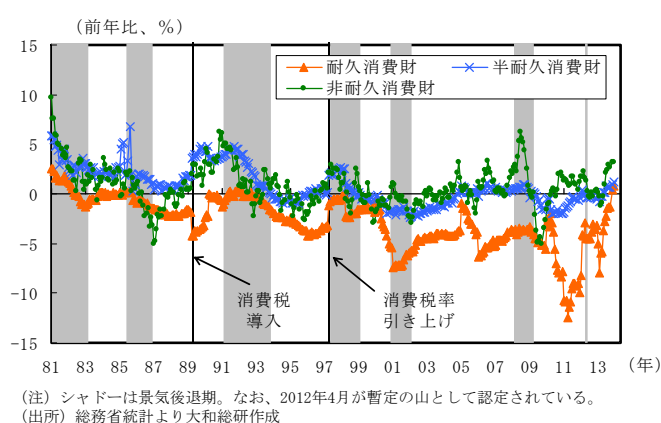 （前年比、％）
15
10
5
0
－5
－10
－15
耐久消費財
半耐久消費財
非耐久消費財
消費税
導入
消費税率
引き上げ
81 83 85 87 89 91 93 95 97 99 01 03 05 07 09 11 13 （年）
（注）シャドーは景気後退期。なお、2012年4月が暫定の山として認定されている。
（出所）総務省統計より大和総研作成